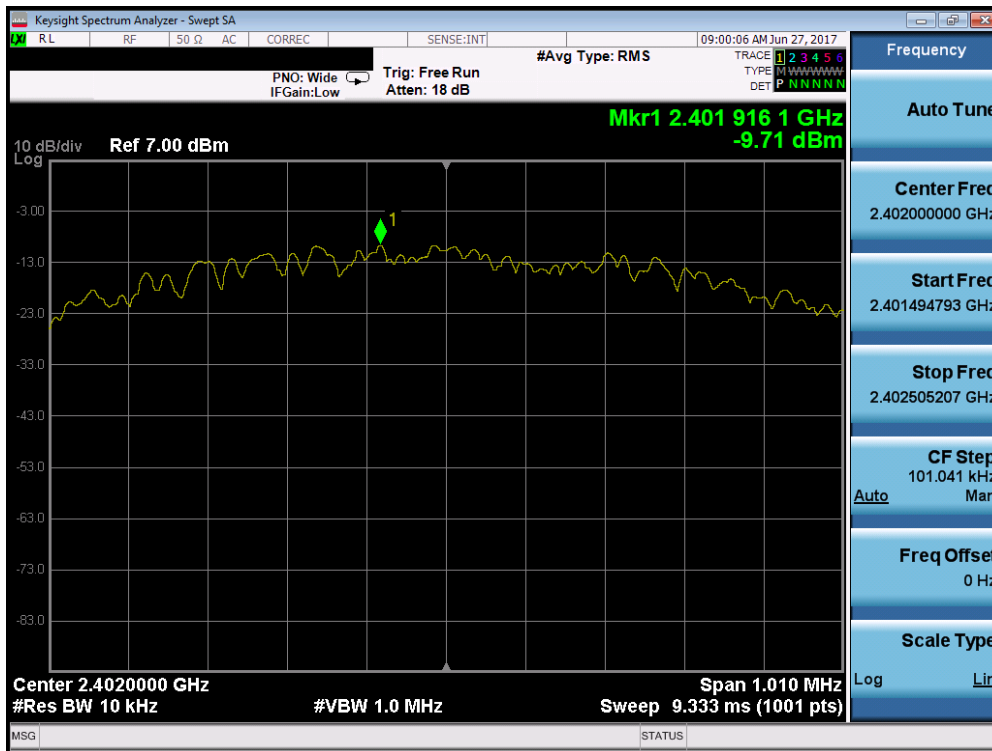 Keysight Spectrum Analyzer - Swept SA
LXI RL RF 50 Ω AC CORREC SENSE:INT 09:00:06 AM Jun 27, 2017
PNO: Wide
IFGain:Low
Trig: Free Run
Atten: 18 dB
#Avg Type: RMS
TRACE 1 2 3 4 5 6
TYPE M WWWWW
DET P N N N N N
Mkr1 2.401 916 1 GHz
-9.71 dBm
10 dB/div Ref 7.00 dBm
Log
1
-3.00
-13.0
-23.0
-33.0
-43.0
-53.0
-63.0
-73.0
-83.0
Center 2.4020000 GHz Span 1.010 MHz
#Res BW 10 kHz #VBW 1.0 MHz Sweep 9.333 ms (1001 pts)
MSG STATUS
Frequency
Auto Tune
Center Freq
2.402000000 GHz
Start Freq
2.401494793 GHz
Stop Freq
2.402505207 GHz
CF Step
101.041 kHz
Auto Man
Freq Offset
0 Hz
Scale Type
Log Lin